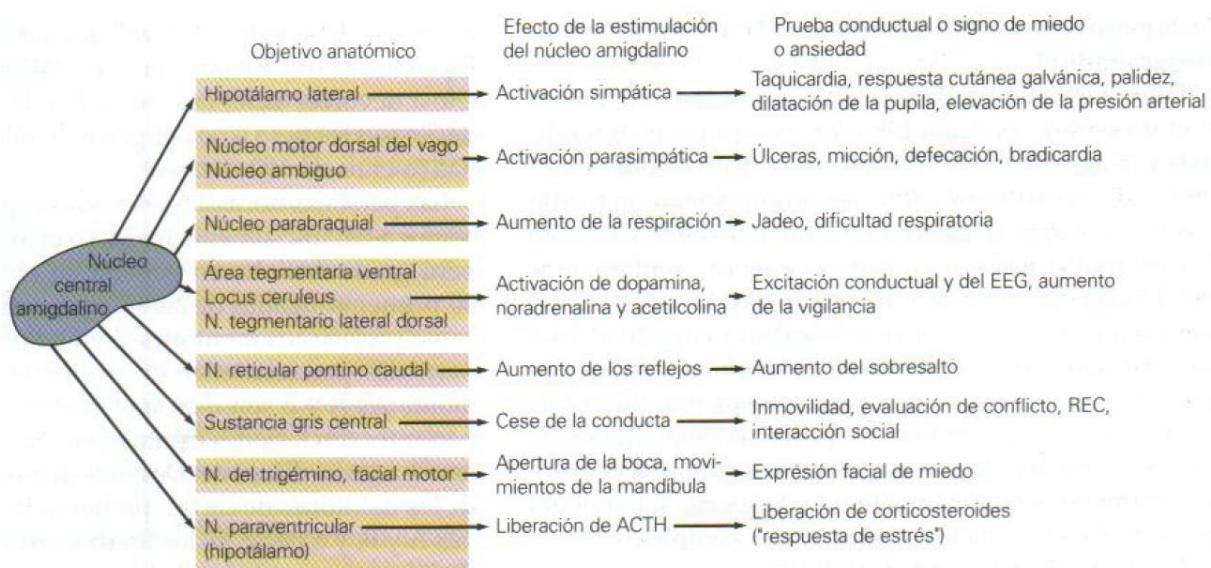 Objetivo anatómico
Efecto de la estimulación
del núcleo amigdalino
Prueba conductual o signo de miedo
o ansiedad
Núcleo
central
amigdalino
Hipotálamo lateral
Activación simpática
Taquicardia, respuesta cutánea galvánica, palidez,
dilatación de la pupila, elevación de la presión arterial
Núcleo motor dorsal del vago
Núcleo ambiguo
Activación parasimpática
Úlceras, micción, defecación, bradicardia
Núcleo parabraquial
Aumento de la respiración
Jadeo, dificultad respiratoria
Área tegmentaria ventral
Locus ceruleus
N. tegmentario lateral dorsal
Activación de dopamina,
noradrenalina y acetilcolina
Excitación conductual y del EEG, aumento
de la vigilancia
N. reticular pontino caudal
Aumento de los reflejos
Aumento del sobresalto
Sustancia gris central
Cese de la conducta
Inmovilidad, evaluación de conflicto, REC,
interacción social
N. del trigémino, facial motor
Apertura de la boca, movi-
mientos de la mandíbula
Expresión facial de miedo
N. paraventricular
(hipotálamo)
Liberación de ACTH
Liberación de corticosteroides
("respuesta de estrés")